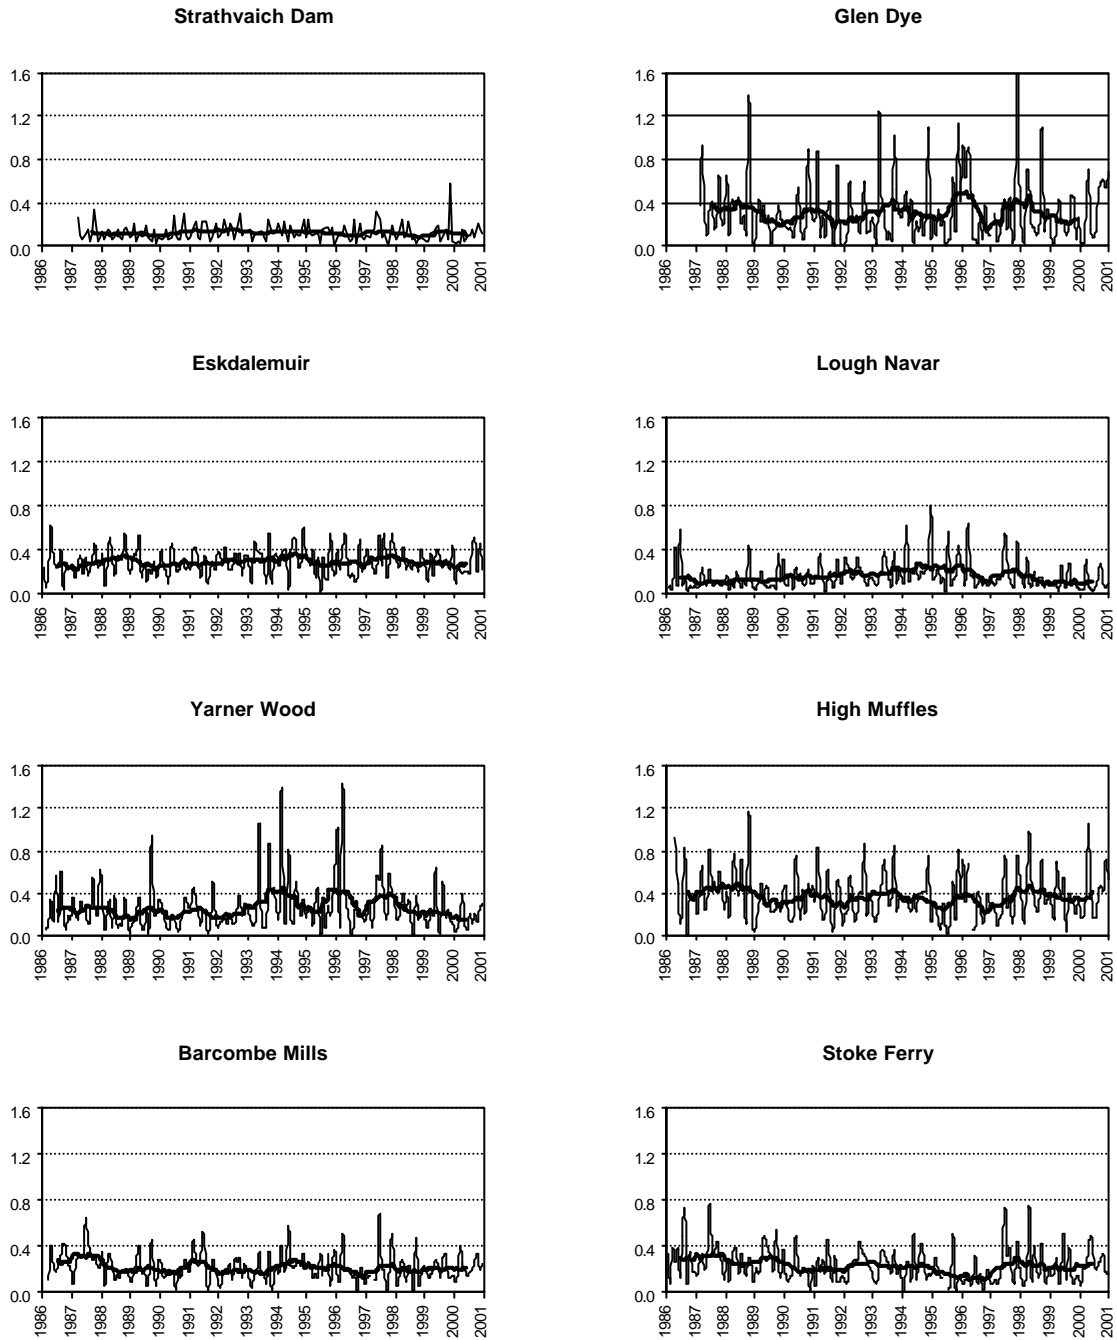 Strathvaich Dam
1.6
1.2
0.8
0.4
0.0
1986 1987 1988 1989 1990 1991 1992 1993 1994 1995 1996 1997 1998 1999 2000 2001
Glen Dye
1.6
1.2
0.8
0.4
0.0
1986 1987 1988 1989 1990 1991 1992 1993 1994 1995 1996 1997 1998 1999 2000 2001
Eskdalemuir
1.6
1.2
0.8
0.4
0.0
1986 1987 1988 1989 1990 1991 1992 1993 1994 1995 1996 1997 1998 1999 2000 2001
Lough Navar
1.6
1.2
0.8
0.4
0.0
1986 1987 1988 1989 1990 1991 1992 1993 1994 1995 1996 1997 1998 1999 2000 2001
Yarner Wood
1.6
1.2
0.8
0.4
0.0
1986 1987 1988 1989 1990 1991 1992 1993 1994 1995 1996 1997 1998 1999 2000 2001
High Muffles
1.6
1.2
0.8
0.4
0.0
1986 1987 1988 1989 1990 1991 1992 1993 1994 1995 1996 1997 1998 1999 2000 2001
Barcombe Mills
1.6
1.2
0.8
0.4
0.0
1986 1987 1988 1989 1990 1991 1992 1993 1994 1995 1996 1997 1998 1999 2000 2001
Stoke Ferry
1.6
1.2
0.8
0.4
0.0
1986 1987 1988 1989 1990 1991 1992 1993 1994 1995 1996 1997 1998 1999 2000 2001